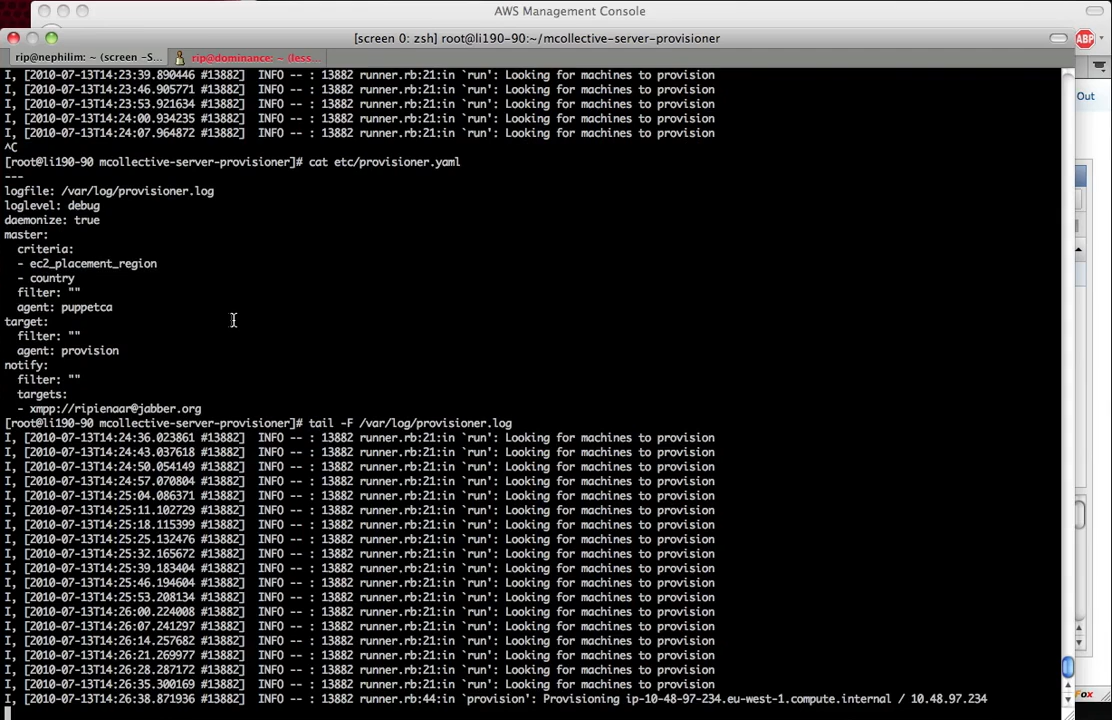 AWS Management Console
[screen 0: zsh] root@li190-90:~/mcollective-server-provisioner
ABP
rip@nephilim: ~ (screen -S...
rip@dominance: ~ (less...
Out
I, [2010-07-13T14:23:39.890446 #13882]  INFO -- : 13882 runner.rb:21:in `run': Looking for machines to provision
I, [2010-07-13T14:23:46.905771 #13882]  INFO -- : 13882 runner.rb:21:in `run': Looking for machines to provision
I, [2010-07-13T14:23:53.921634 #13882]  INFO -- : 13882 runner.rb:21:in `run': Looking for machines to provision
I, [2010-07-13T14:24:00.934235 #13882]  INFO -- : 13882 runner.rb:21:in `run': Looking for machines to provision
I, [2010-07-13T14:24:07.964872 #13882]  INFO -- : 13882 runner.rb:21:in `run': Looking for machines to provision
^C
[root@li190-90 mcollective-server-provisioner]# cat etc/provisioner.yaml
---
logfile: /var/log/provisioner.log
loglevel: debug
daemonize: true
master:
  criteria:
  - ec2_placement_region
  - country
  filter: ""
  agent: puppetca
target:
  filter: ""
  agent: provision
notify:
  filter: ""
  targets:
  - xmpp://ripienaar@jabber.org
[root@li190-90 mcollective-server-provisioner]# tail -F /var/log/provisioner.log
I, [2010-07-13T14:24:36.023861 #13882]  INFO -- : 13882 runner.rb:21:in `run': Looking for machines to provision
I, [2010-07-13T14:24:43.037618 #13882]  INFO -- : 13882 runner.rb:21:in `run': Looking for machines to provision
I, [2010-07-13T14:24:50.054149 #13882]  INFO -- : 13882 runner.rb:21:in `run': Looking for machines to provision
I, [2010-07-13T14:24:57.070804 #13882]  INFO -- : 13882 runner.rb:21:in `run': Looking for machines to provision
I, [2010-07-13T14:25:04.086371 #13882]  INFO -- : 13882 runner.rb:21:in `run': Looking for machines to provision
I, [2010-07-13T14:25:11.102729 #13882]  INFO -- : 13882 runner.rb:21:in `run': Looking for machines to provision
I, [2010-07-13T14:25:18.115399 #13882]  INFO -- : 13882 runner.rb:21:in `run': Looking for machines to provision
I, [2010-07-13T14:25:25.132476 #13882]  INFO -- : 13882 runner.rb:21:in `run': Looking for machines to provision
I, [2010-07-13T14:25:32.165672 #13882]  INFO -- : 13882 runner.rb:21:in `run': Looking for machines to provision
I, [2010-07-13T14:25:39.183404 #13882]  INFO -- : 13882 runner.rb:21:in `run': Looking for machines to provision
I, [2010-07-13T14:25:46.194604 #13882]  INFO -- : 13882 runner.rb:21:in `run': Looking for machines to provision
I, [2010-07-13T14:25:53.208134 #13882]  INFO -- : 13882 runner.rb:21:in `run': Looking for machines to provision
I, [2010-07-13T14:26:00.224008 #13882]  INFO -- : 13882 runner.rb:21:in `run': Looking for machines to provision
I, [2010-07-13T14:26:07.241297 #13882]  INFO -- : 13882 runner.rb:21:in `run': Looking for machines to provision
I, [2010-07-13T14:26:14.257682 #13882]  INFO -- : 13882 runner.rb:21:in `run': Looking for machines to provision
I, [2010-07-13T14:26:21.269977 #13882]  INFO -- : 13882 runner.rb:21:in `run': Looking for machines to provision
I, [2010-07-13T14:26:28.287172 #13882]  INFO -- : 13882 runner.rb:21:in `run': Looking for machines to provision
I, [2010-07-13T14:26:35.300169 #13882]  INFO -- : 13882 runner.rb:21:in `run': Looking for machines to provision
I, [2010-07-13T14:26:38.871936 #13882]  INFO -- : 13882 runner.rb:44:in `provision': Provisioning ip-10-48-97-234.eu-west-1.compute.internal / 10.48.97.234